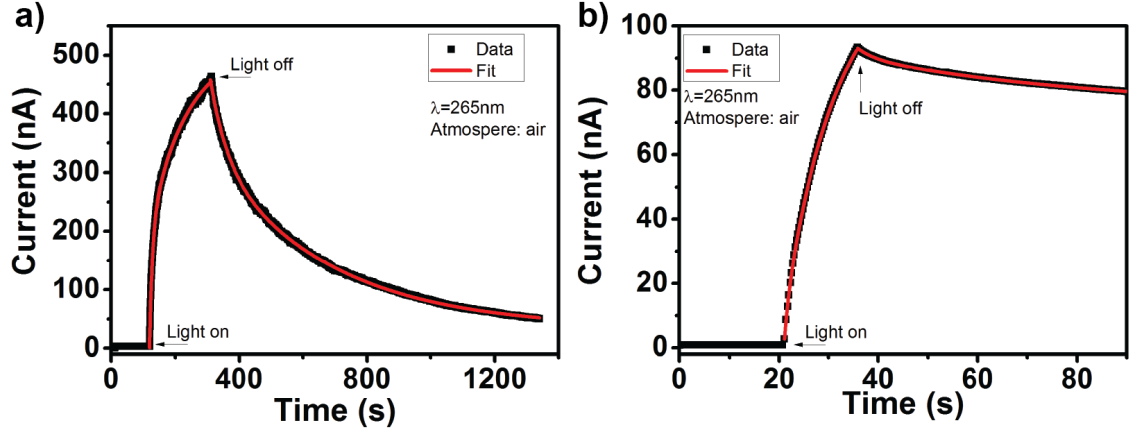 a)
500
400
300
200
100
0
Current (nA)
0
400
800
1200
Time (s)
Data
Fit
Light off
λ=265nm
Atmospere: air
Light on
b)
100
80
60
40
20
0
Current (nA)
0
20
40
60
80
Time (s)
Data
Fit
λ=265nm
Atmospere: air
Light off
Light on